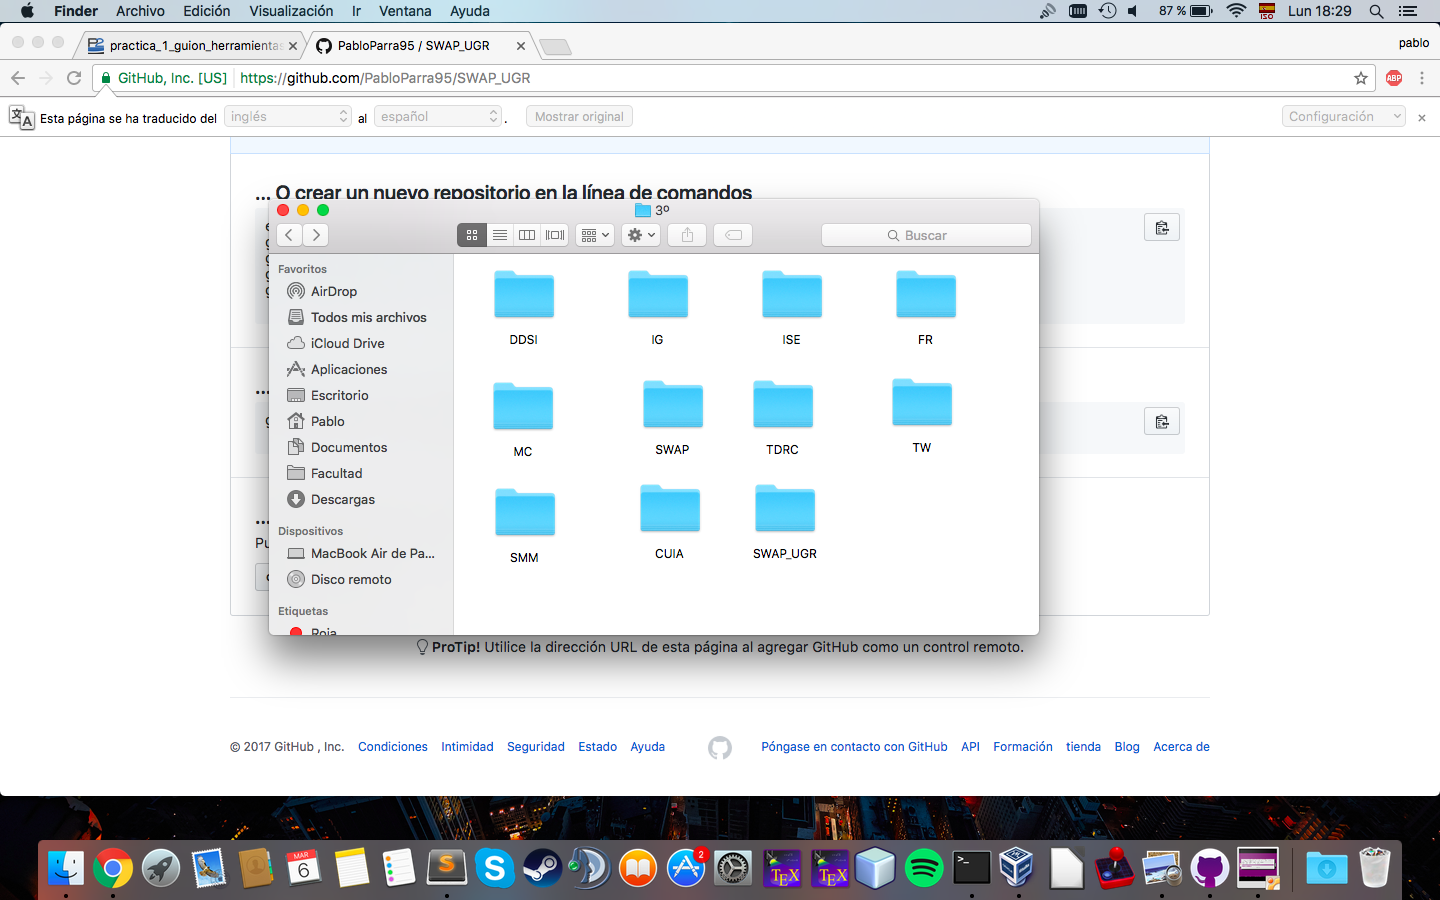 Finder Archivo Edición Visualización Ir Ventana Ayuda 87 % ISO Lun 18:29
practica_1_guion_herramientas PabloParra95 / SWAP_UGR pablo
GitHub, Inc. [US] https://github.com/PabloParra95/SWAP_UGR ABP
Esta página se ha traducido del inglés al español . Mostrar original Configuración
... O crear un nuevo repositorio en la línea de comandos
3º
Buscar
Favoritos
AirDrop
Todos mis archivos
iCloud Drive
Aplicaciones
Escritorio
Pablo
Documentos
Facultad
Descargas
Dispositivos
MacBook Air de Pa...
Disco remoto
Etiquetas
Roja
DDSI IG ISE FR
MC SWAP TDRC TW
SMM CUIA SWAP_UGR
...
...
Pu
ProTip! Utilice la dirección URL de esta página al agregar GitHub como un control remoto.
© 2017 GitHub , Inc. Condiciones Intimidad Seguridad Estado Ayuda Póngase en contacto con GitHub API Formación tienda Blog Acerca de
MAR
6
2
TEX
TEX